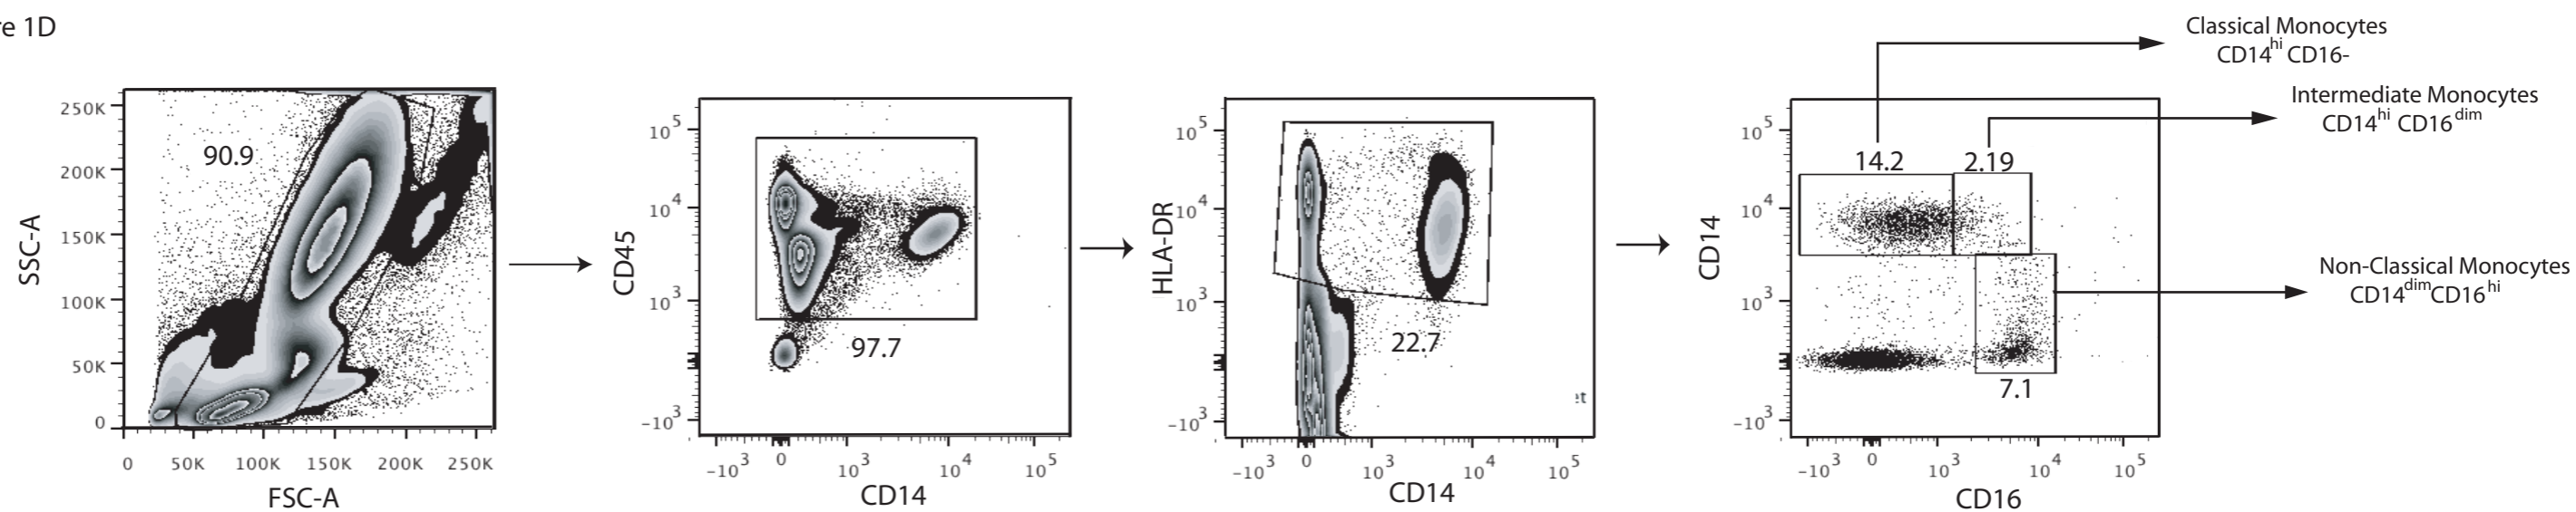 re 1D
90.9
250K
200K
150K
100K
50K
0
SSC-A
0 50K 100K 150K 200K 250K
FSC-A
10^5
10^4
10^3
-10^3
CD45
97.7
-10^3 0 10^3 10^4 10^5
CD14
10^5
10^4
10^3
-10^3
HLA-DR
22.7
et
-10^3 0 10^3 10^4 10^5
CD14
10^5
10^4
10^3
-10^3
CD14
14.2 2.19
7.1
-10^3 0 10^3 10^4 10^5
CD16
Classical Monocytes
CD14^hi CD16-
Intermediate Monocytes
CD14^hi CD16^dim
Non-Classical Monocytes
CD14^dim CD16^hi